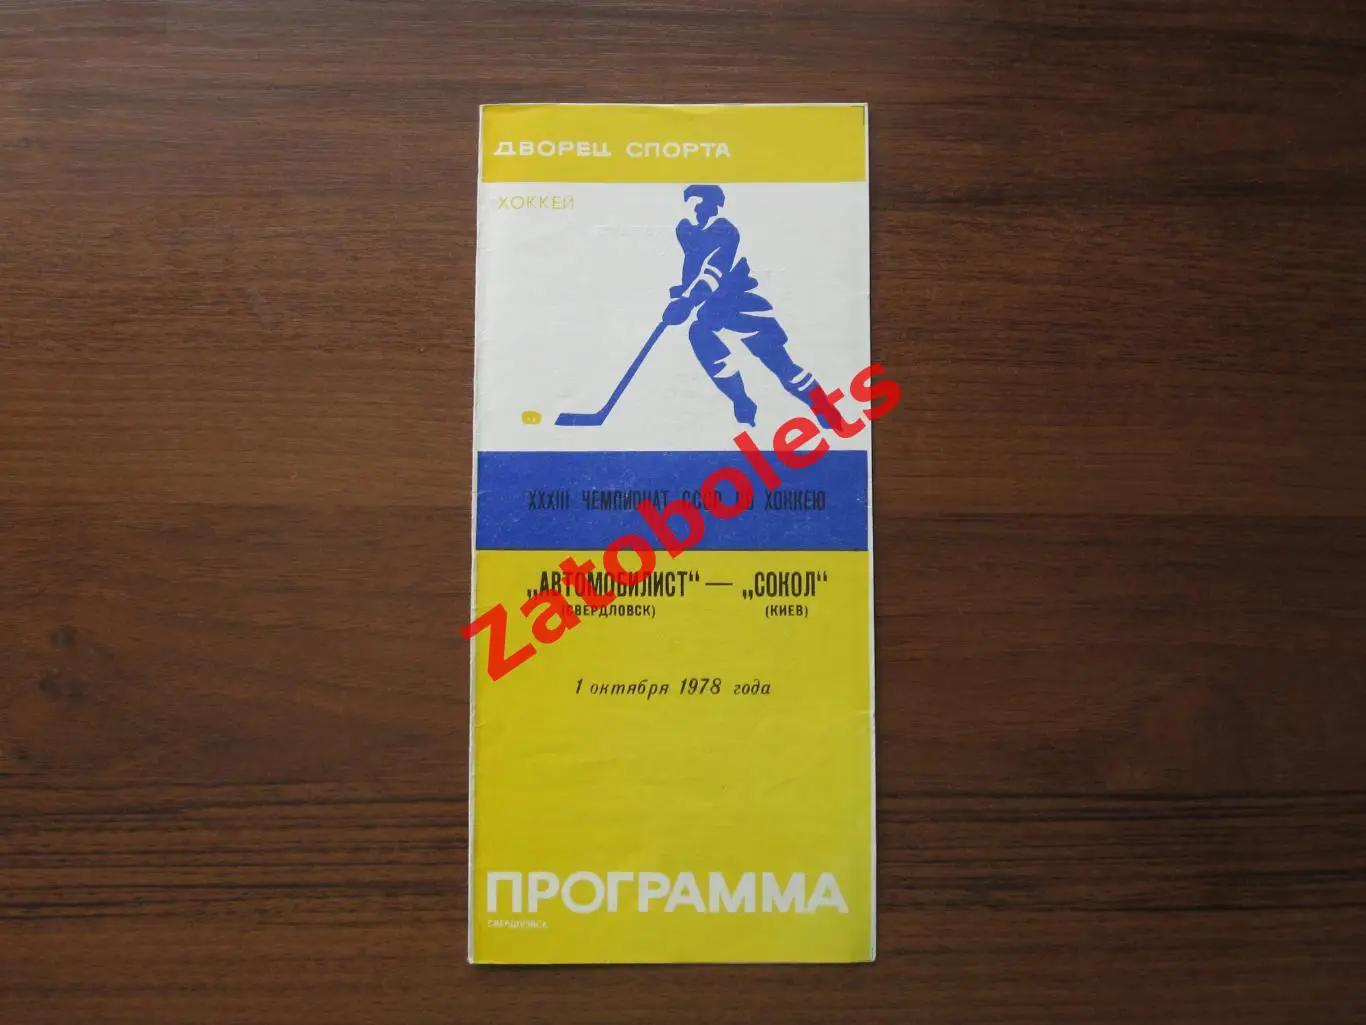 ДВОРЕЦ СПОРТА
ХОККЕЙ
XXXIII ЧЕМПИОНАТ СССР ПО ХОККЕЮ
„АВТОМОБИЛИСТ“ — „СОКОЛ“
(СВЕРДЛОВСК) (КИЕВ)
1 октября 1978 года
ПРОГРАММА
СВЕРДЛОВСК
Zatobolets